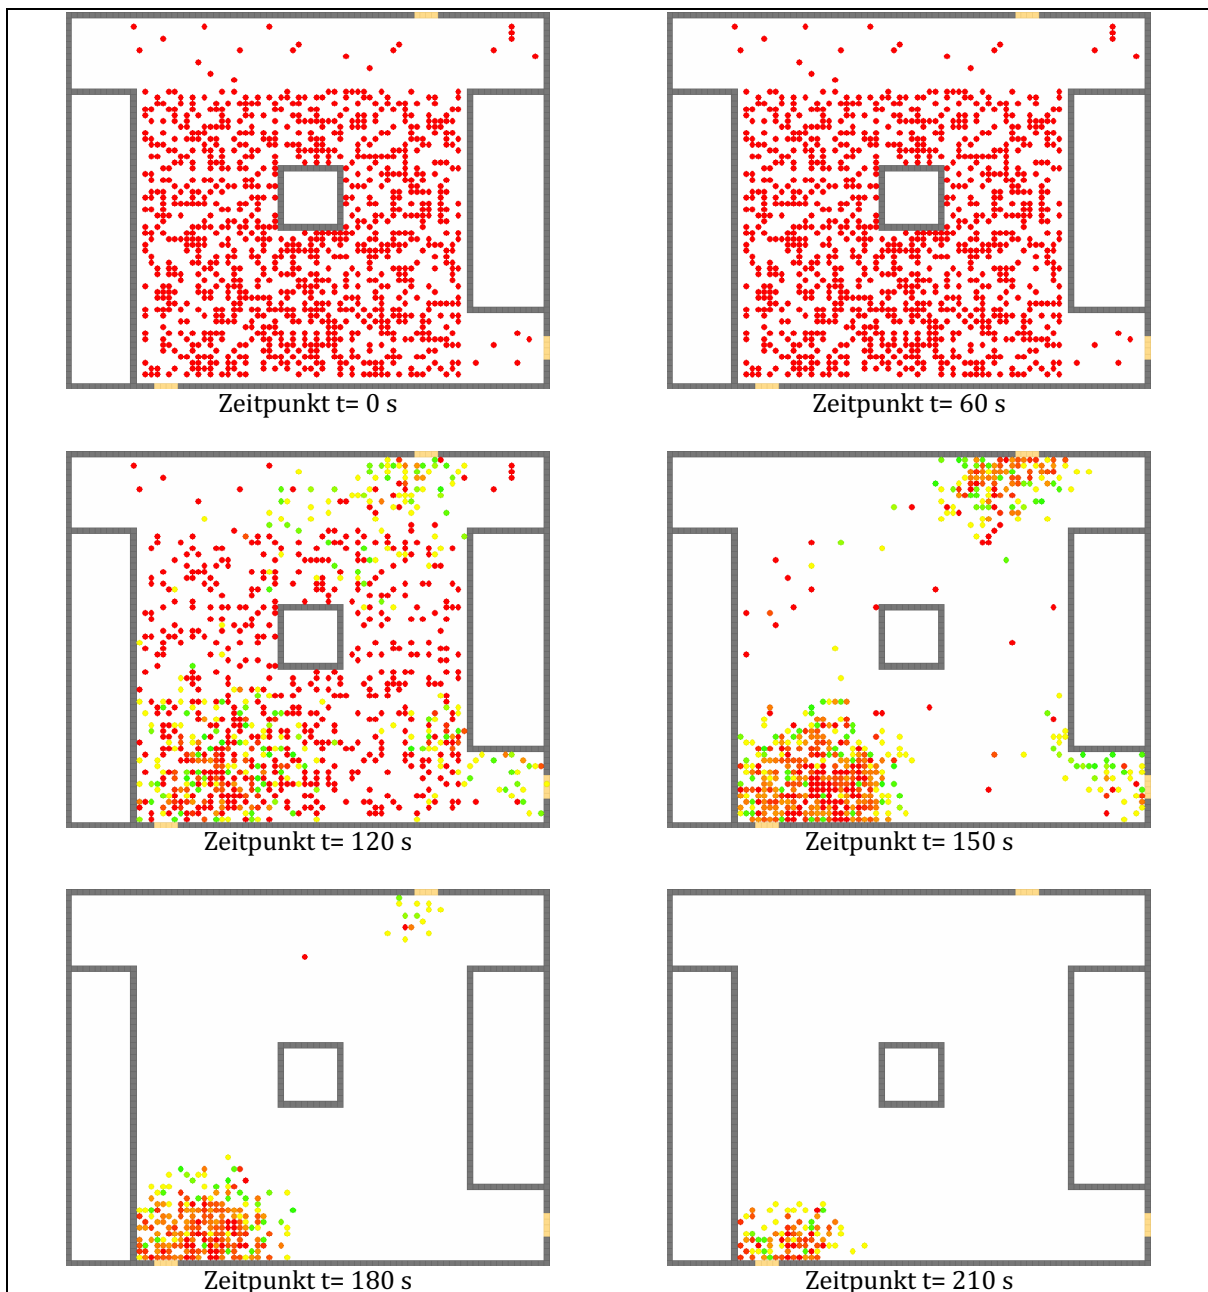 Zeitpunkt t= 0 s
Zeitpunkt t= 60 s
Zeitpunkt t= 120 s
Zeitpunkt t= 150 s
Zeitpunkt t= 180 s
Zeitpunkt t= 210 s